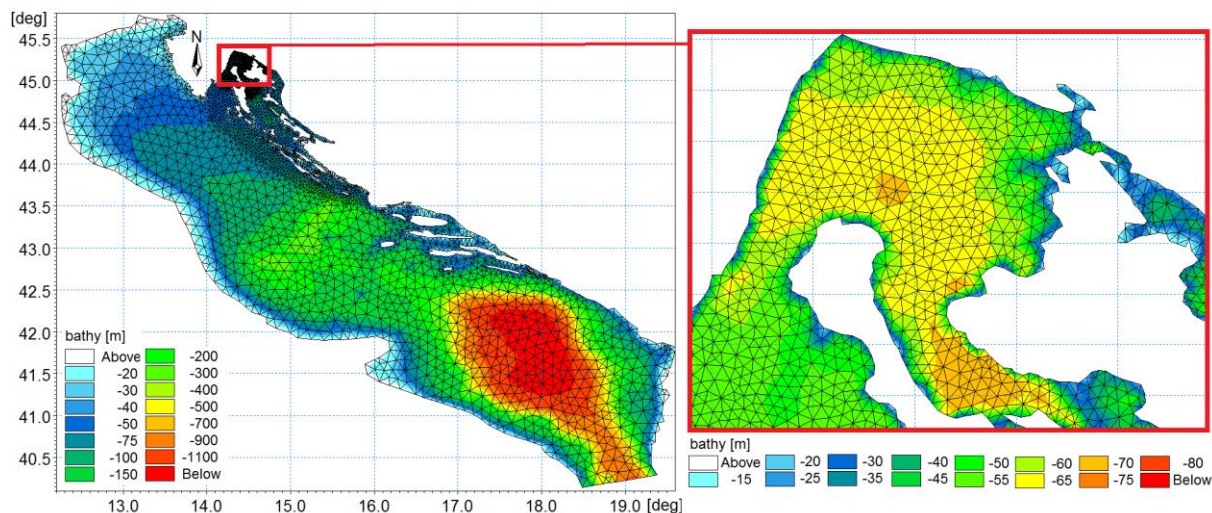 [deg]
45.5
N
45.0
44.5
44.0
43.5
43.0
42.5
42.0
41.5
41.0
40.5
bathy [m]
Above -200
-20 -300
-30 -400
-40 -500
-50 -700
-75 -900
-100 -1100
-150 Below
13.0 14.0 15.0 16.0 17.0 18.0 19.0 [deg]
bathy [m]
Above -20 -30 -40 -50 -60 -70 -80
-15 -25 -35 -45 -55 -65 -75 Below